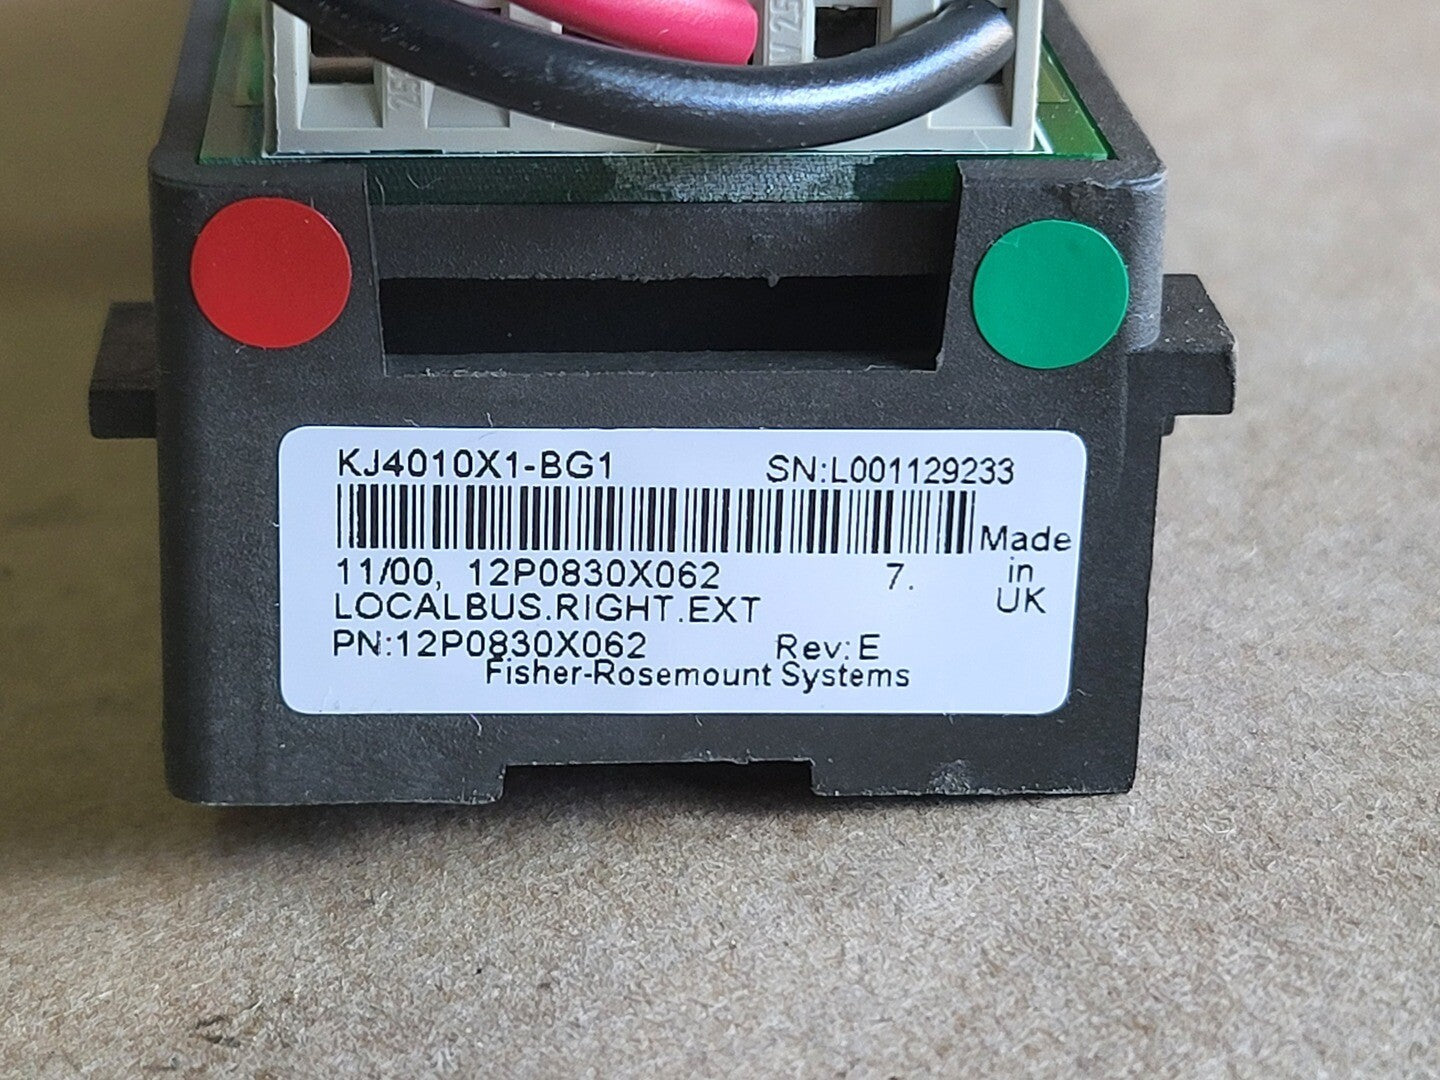 KJ4010X1-BG1 SN:L001129233
Made
in
UK
11/00, 12P0830X062 7.
LOCALBUS.RIGHT.EXT
PN:12P0830X062 Rev:E
Fisher-Rosemount Systems